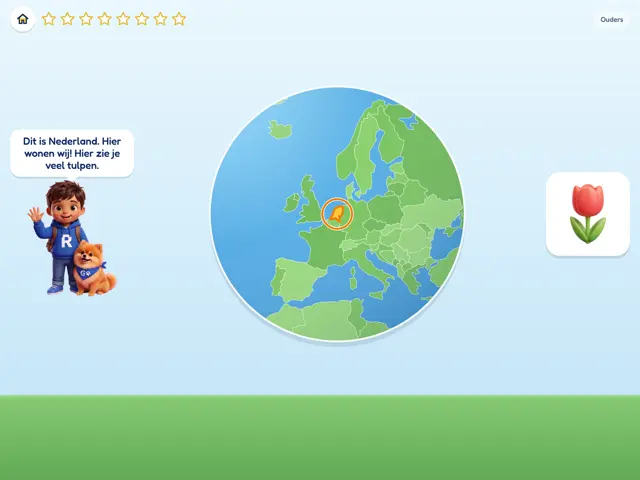 Ouders
Dit is Nederland. Hier
wonen wij! Hier zie je
veel tulpen.
R
G